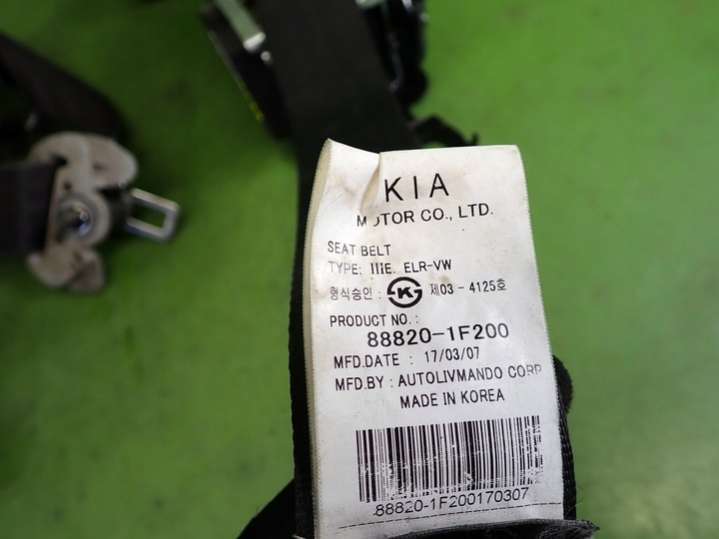 KIA
MOTOR CO., LTD.
SEAT BELT
TYPE: IIIE. ELR-VW
형식승인 : K 제03 - 4125호
PRODUCT NO. :
88820-1F200
MFD.DATE : 17/03/07
MFD.BY : AUTOLIVMANDO CORP
MADE IN KOREA
88820-1F200170307